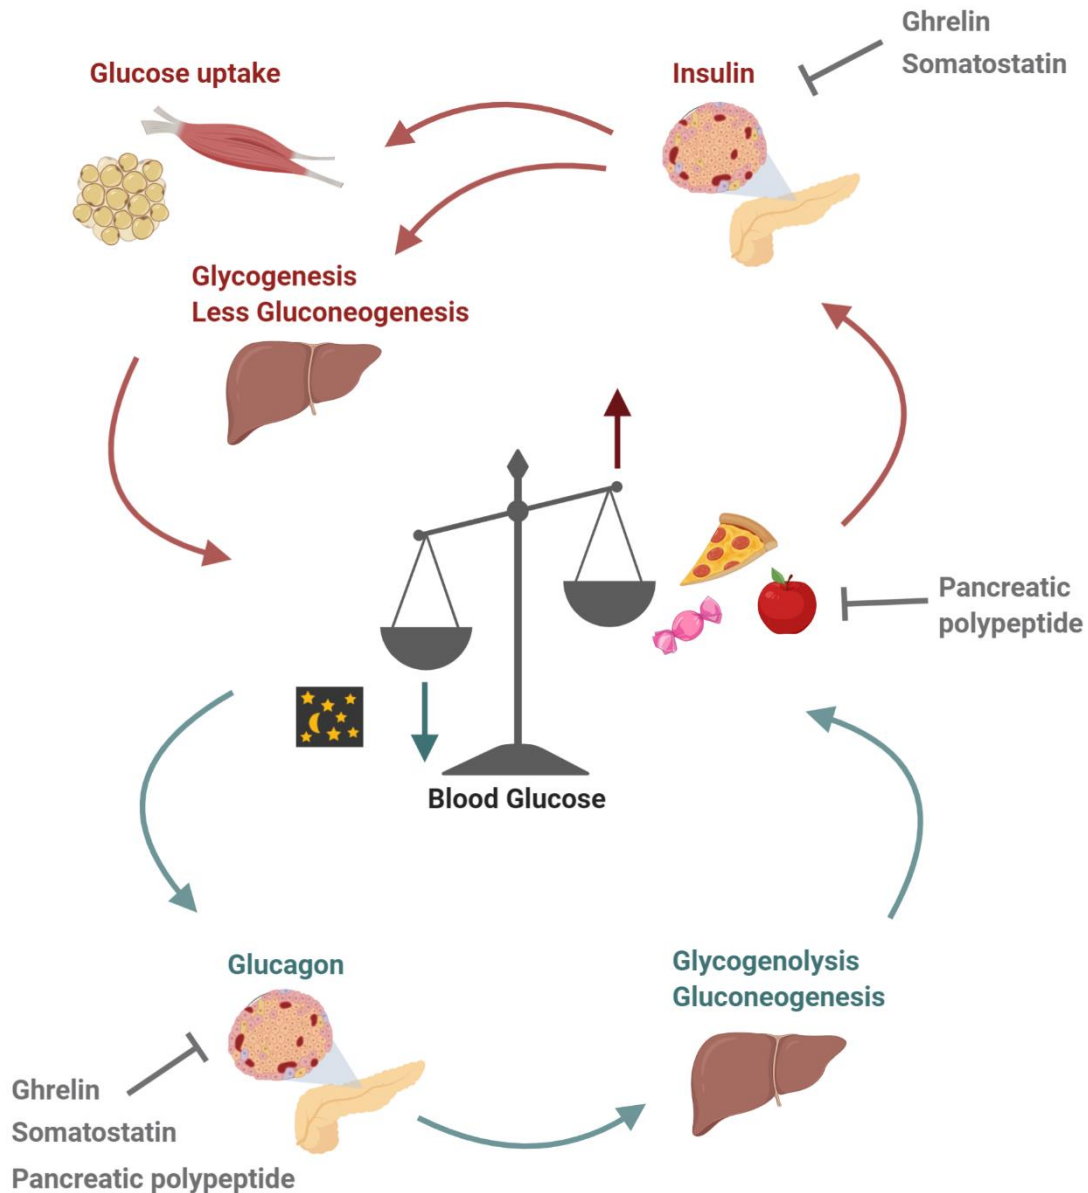 Ghrelin
Somatostatin
Glucose uptake
Insulin
Glycogenesis
Less Gluconeogenesis
Pancreatic
polypeptide
Blood Glucose
Glucagon
Glycogenolysis
Gluconeogenesis
Ghrelin
Somatostatin
Pancreatic polypeptide